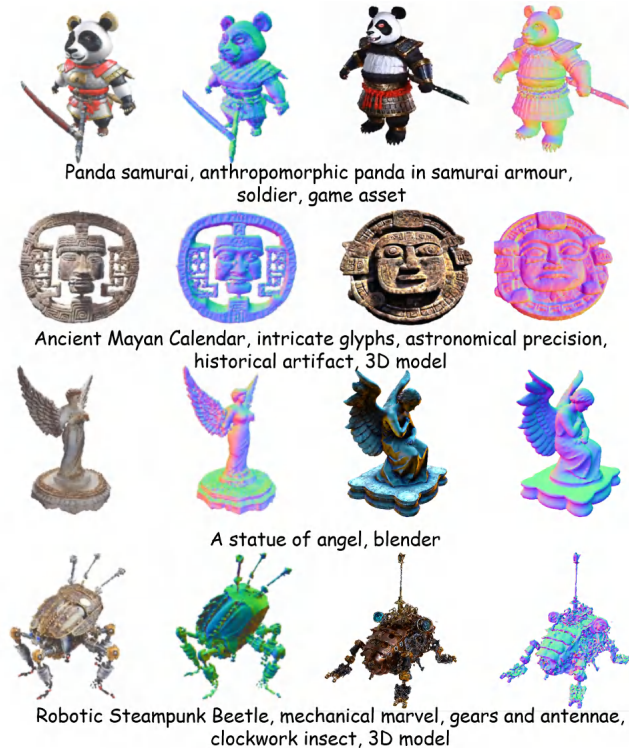 Panda samurai, anthropomorphic panda in samurai armour,
soldier, game asset
Ancient Mayan Calendar, intricate glyphs, astronomical precision,
historical artifact, 3D model
A statue of angel, blender
Robotic Steampunk Beetle, mechanical marvel, gears and antennae,
clockwork insect, 3D model